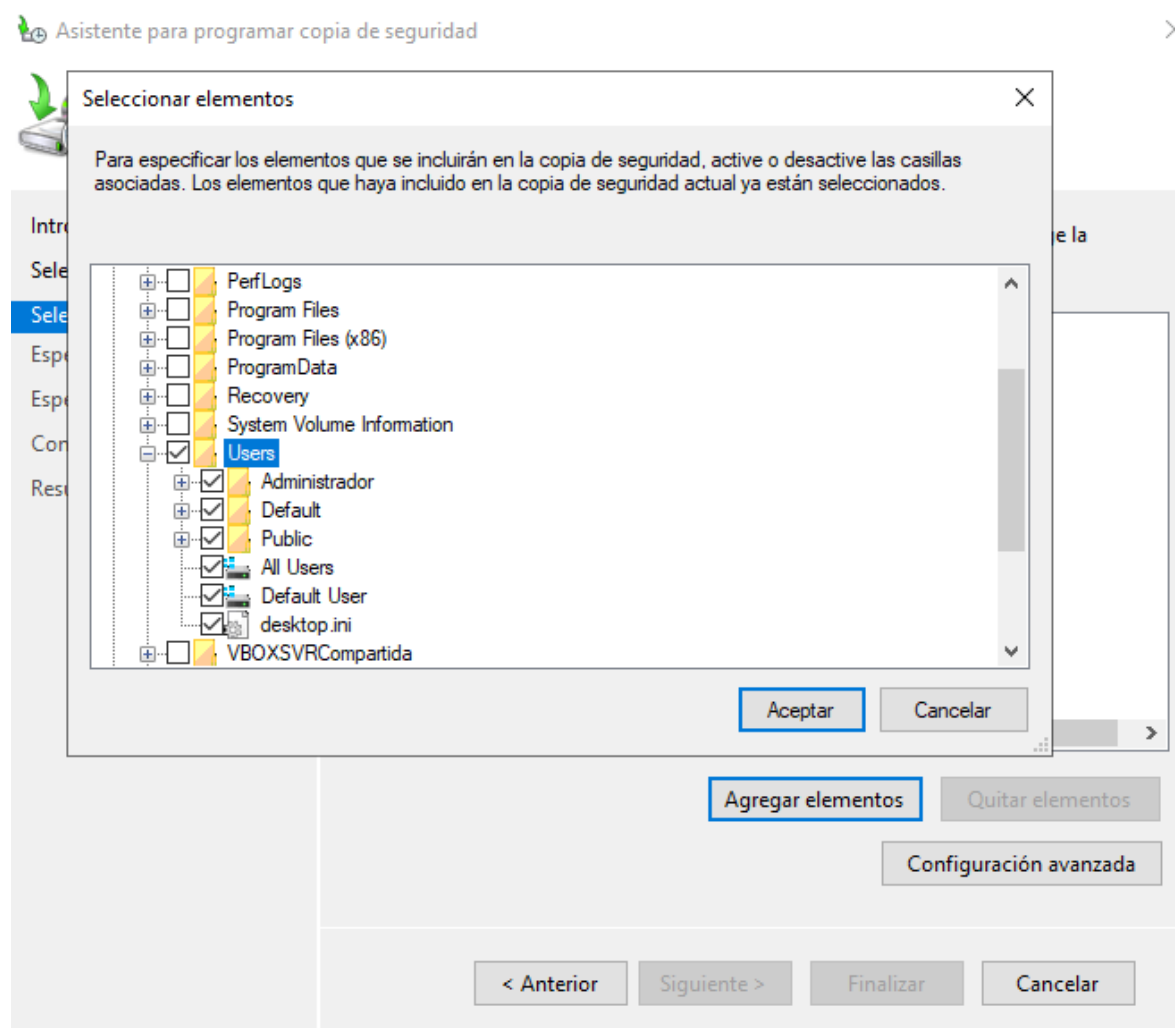 Asistente para programar copia de seguridad
Seleccionar elementos
Para especificar los elementos que se incluirán en la copia de seguridad, active o desactive las casillas
asociadas. Los elementos que haya incluido en la copia de seguridad actual ya están seleccionados.
PerfLogs
Program Files
Program Files (x86)
ProgramData
Recovery
System Volume Information
Users
Administrador
Default
Public
All Users
Default User
desktop.ini
VBOXSVRCompartida
Aceptar
Cancelar
la
Agregar elementos
Quitar elementos
Configuración avanzada
< Anterior
Siguiente >
Finalizar
Cancelar